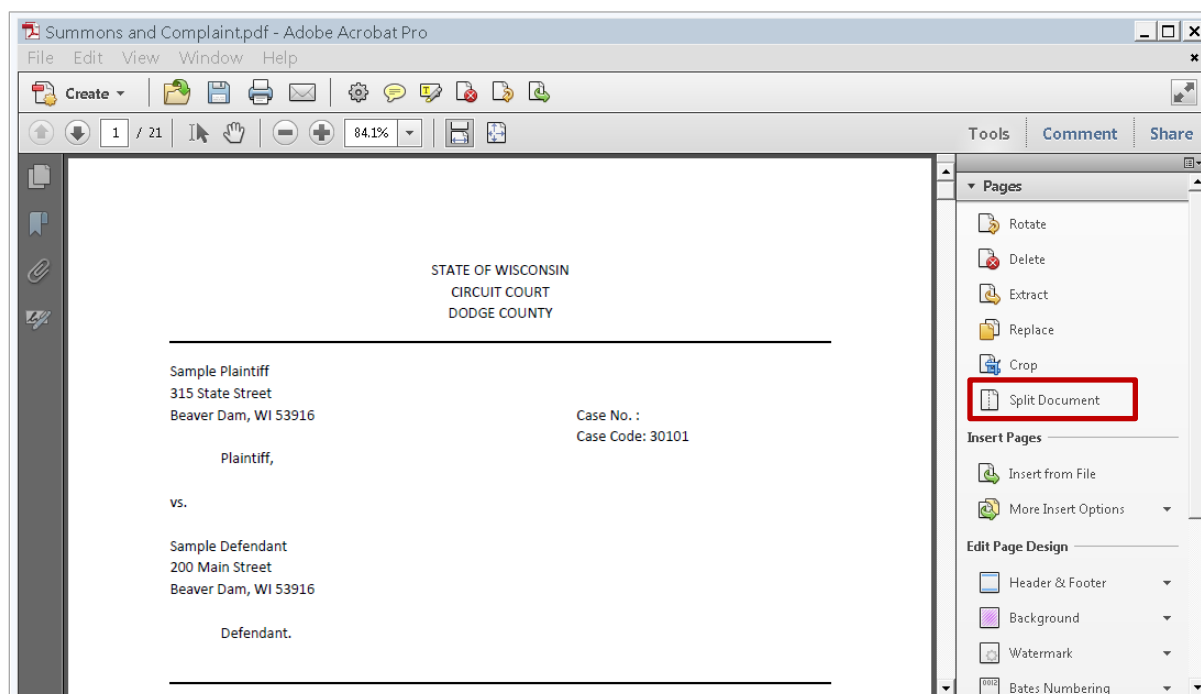 Summons and Complaint.pdf - Adobe Acrobat Pro
File Edit View Window Help
Create
1 / 21 84.1% Tools Comment Share
Pages
Rotate
Delete
Extract
Replace
Crop
Split Document
Insert Pages
Insert from File
More Insert Options
Edit Page Design
Header & Footer
Background
Watermark
Bates Numbering
STATE OF WISCONSIN
CIRCUIT COURT
DODGE COUNTY
Sample Plaintiff
315 State Street
Beaver Dam, WI 53916
Case No. :
Case Code: 30101
Plaintiff,
vs.
Sample Defendant
200 Main Street
Beaver Dam, WI 53916
Defendant.